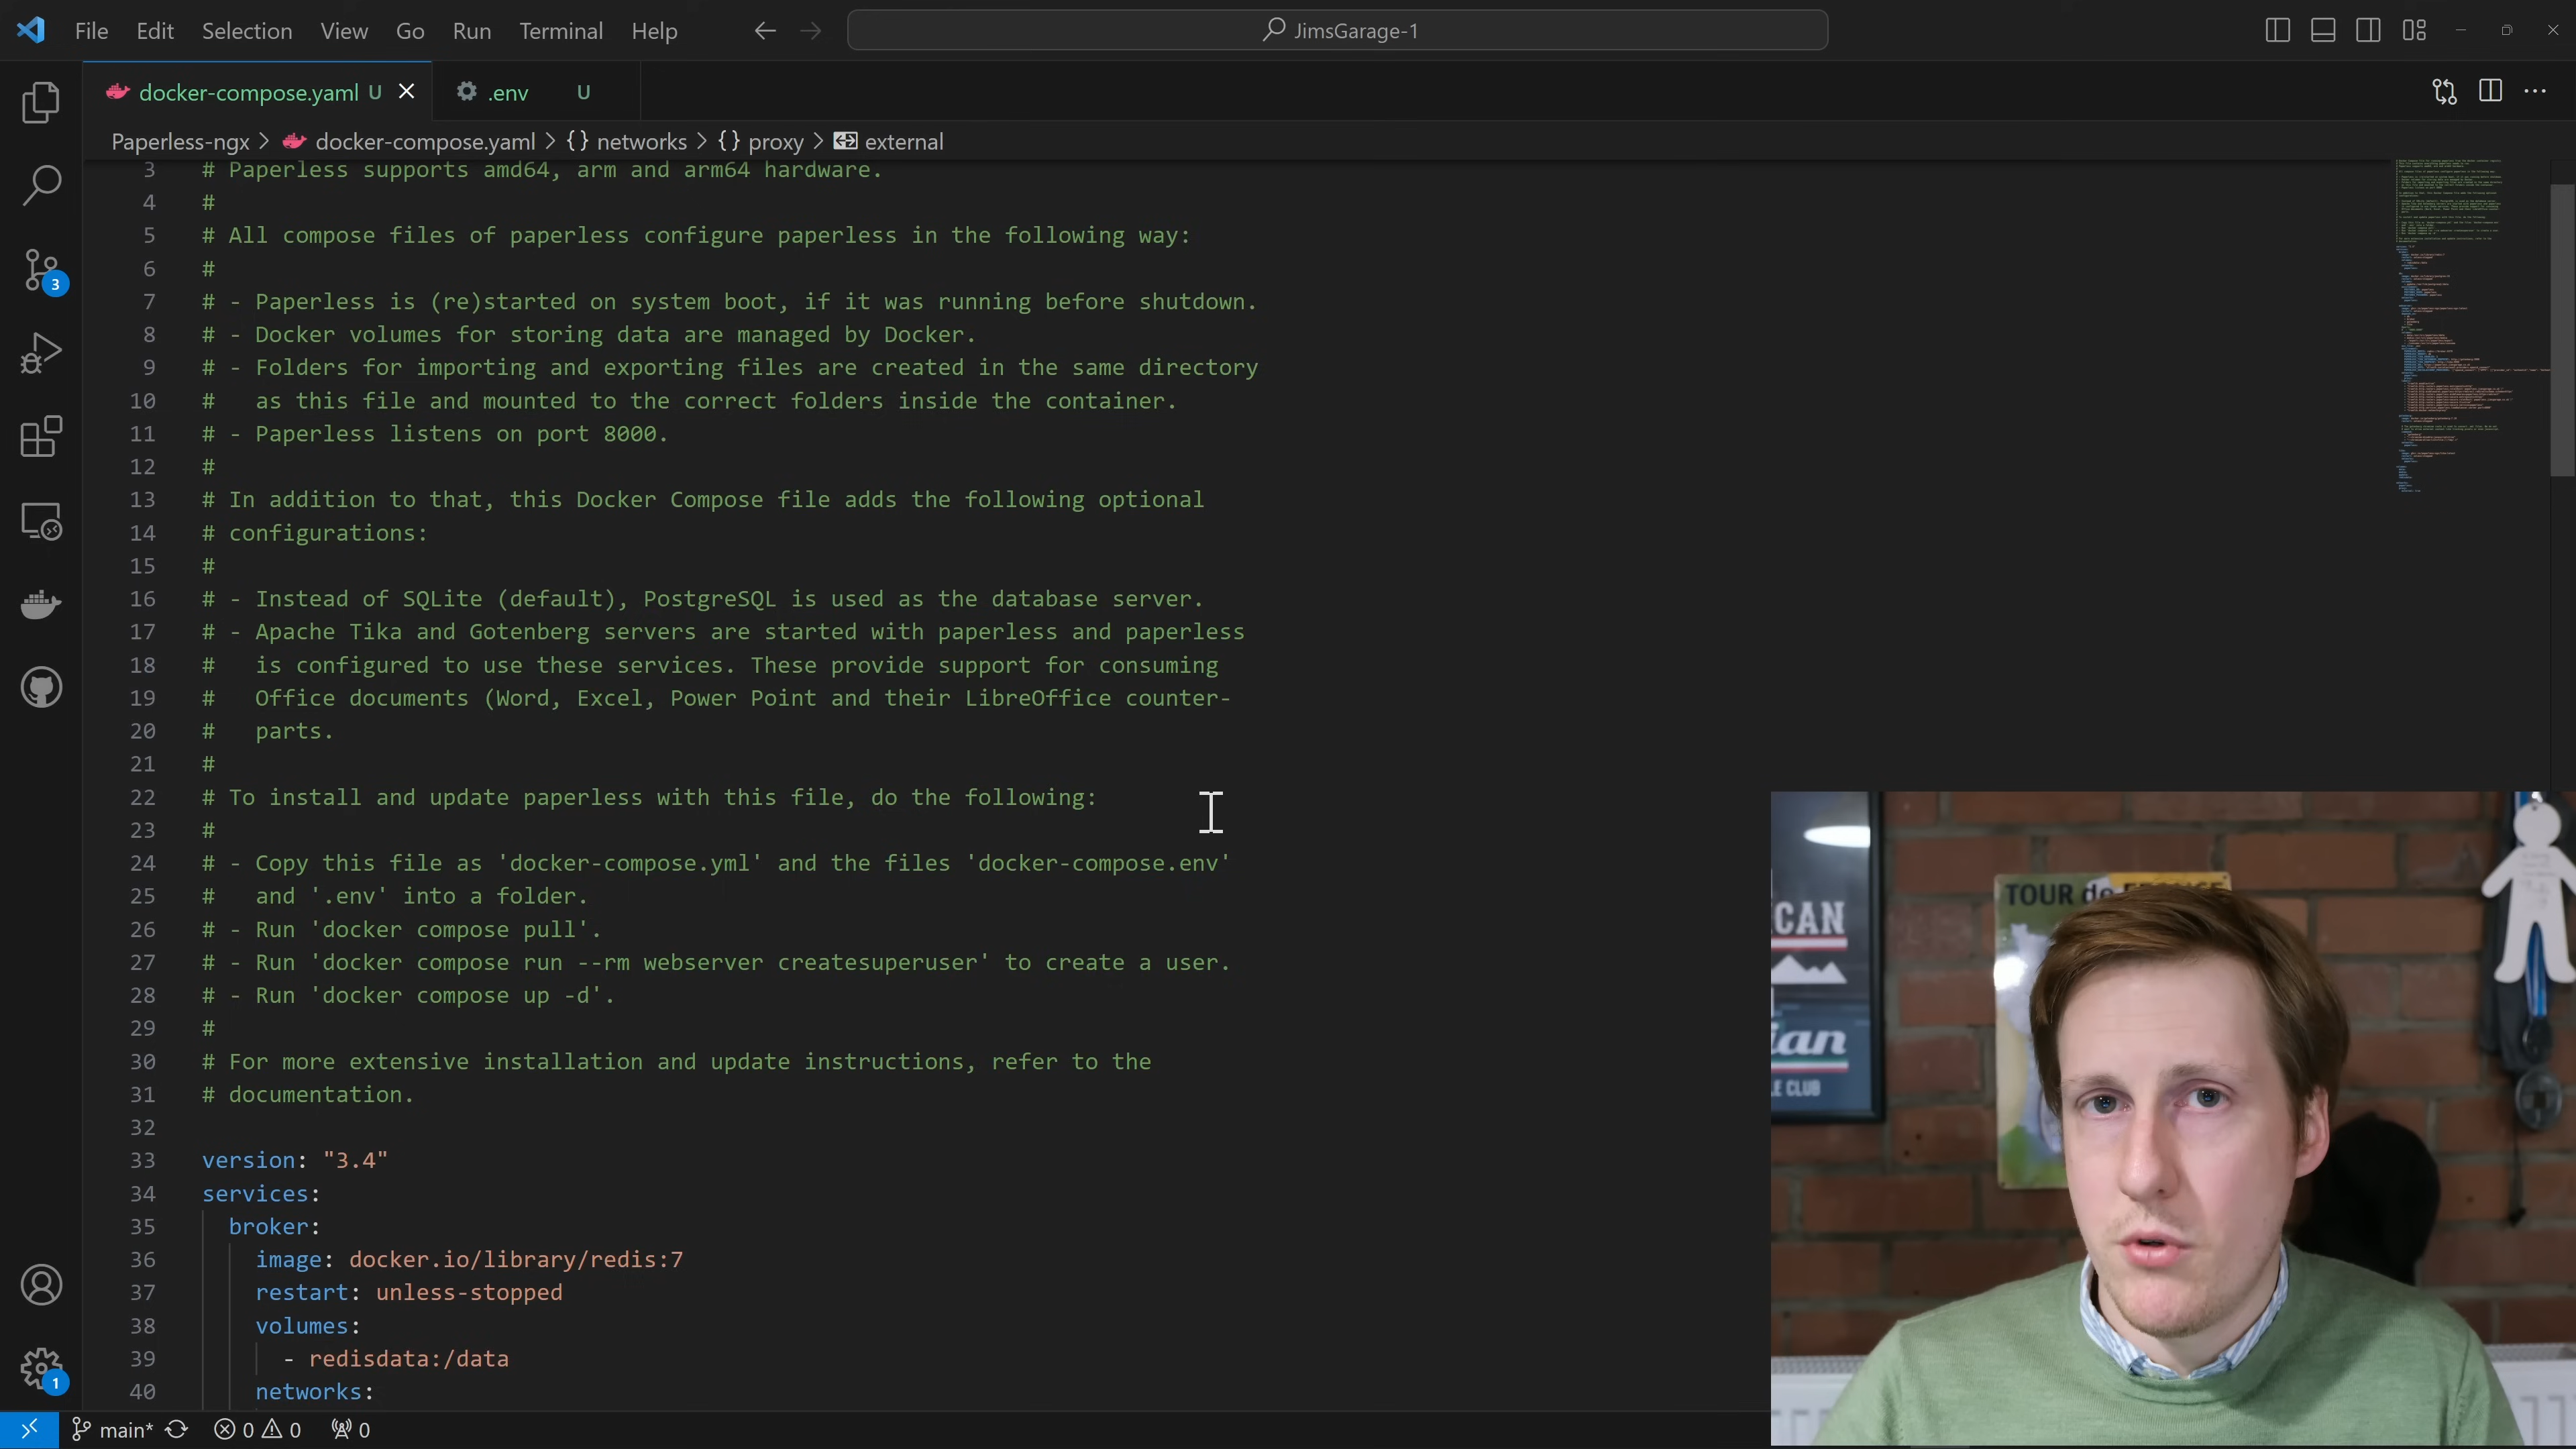 File Edit Selection View Go Run Terminal Help
JimsGarage-1
docker-compose.yaml U
.env U
Paperless-ngx > docker-compose.yaml > {} networks > {} proxy > external
3 # Paperless supports amd64, arm and arm64 hardware.
4 #
5 # All compose files of paperless configure paperless in the following way:
6 #
7 # - Paperless is (re)started on system boot, if it was running before shutdown.
8 # - Docker volumes for storing data are managed by Docker.
9 # - Folders for importing and exporting files are created in the same directory
10 #   as this file and mounted to the correct folders inside the container.
11 # - Paperless listens on port 8000.
12 #
13 # In addition to that, this Docker Compose file adds the following optional
14 # configurations:
15 #
16 # - Instead of SQLite (default), PostgreSQL is used as the database server.
17 # - Apache Tika and Gotenberg servers are started with paperless and paperless
18 #   is configured to use these services. These provide support for consuming
19 #   Office documents (Word, Excel, Power Point and their LibreOffice counter-
20 #   parts.
21 #
22 # To install and update paperless with this file, do the following:
23 #
24 # - Copy this file as 'docker-compose.yml' and the files 'docker-compose.env'
25 #   and '.env' into a folder.
26 # - Run 'docker compose pull'.
27 # - Run 'docker compose run --rm webserver createsuperuser' to create a user.
28 # - Run 'docker compose up -d'.
29 #
30 # For more extensive installation and update instructions, refer to the
31 # documentation.
32
33 version: "3.4"
34 services:
35   broker:
36     image: docker.io/library/redis:7
37     restart: unless-stopped
38     volumes:
39       - redisdata:/data
40     networks:
3
1
main* 0 0 0
TOUR de
CAN
ian
LE CLUB